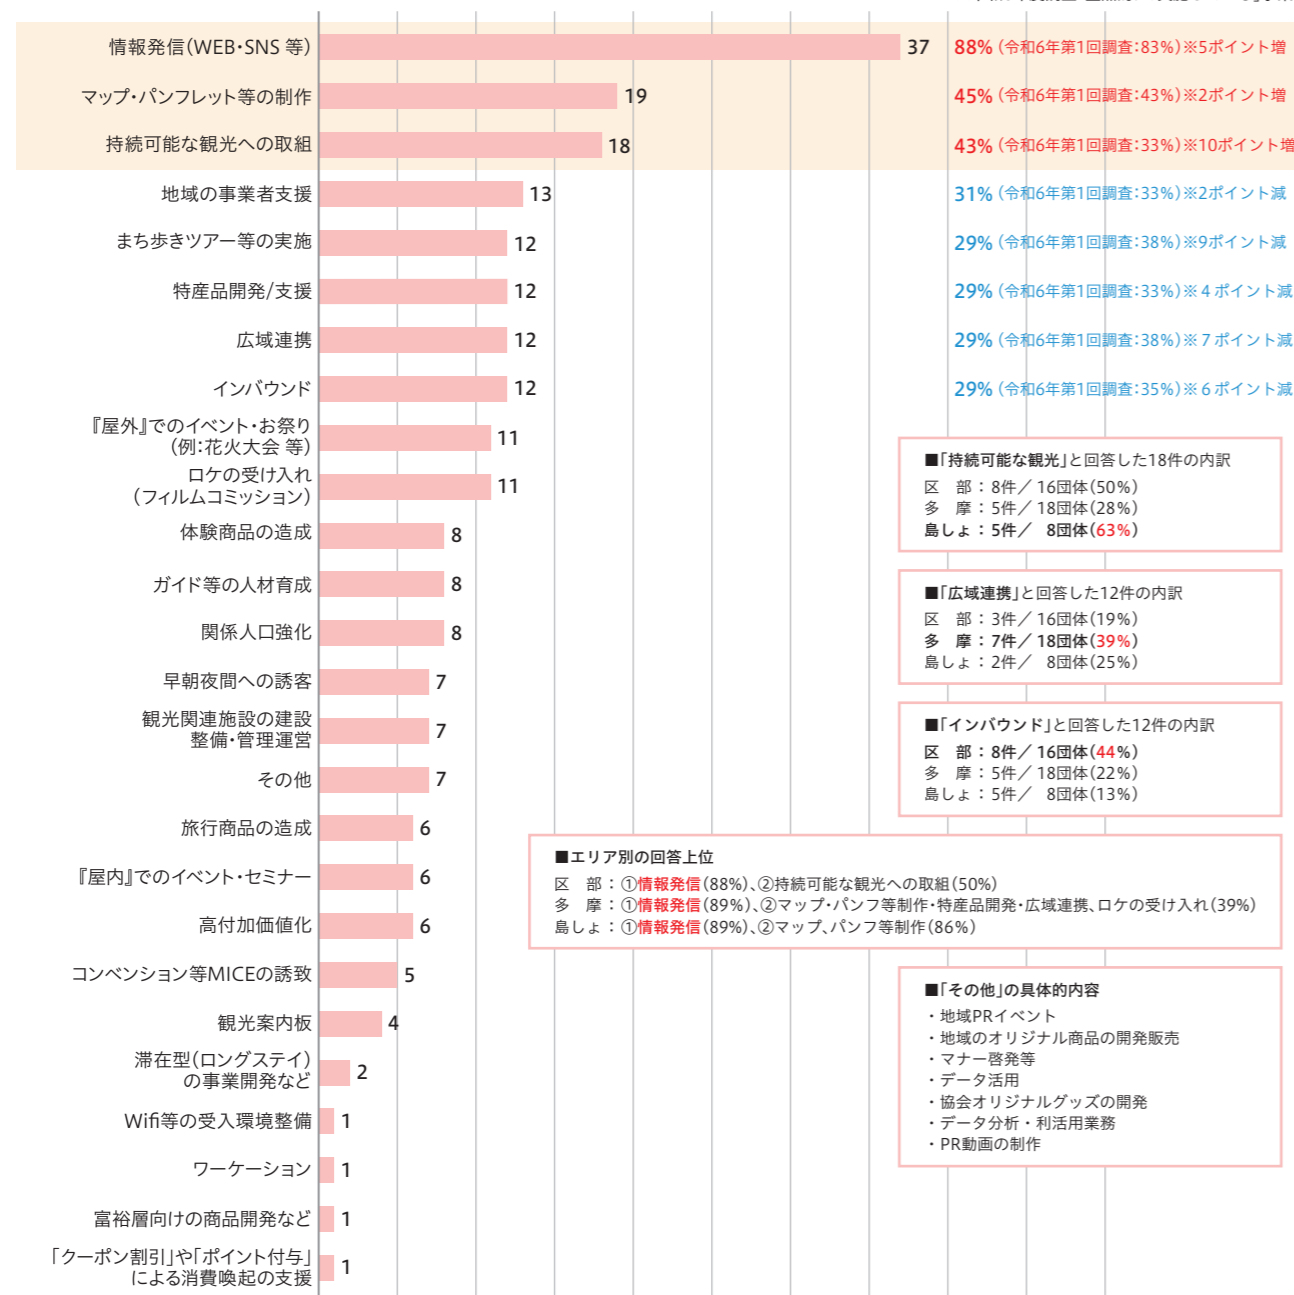 情報発信(WEB・SNS 等) 37 88% (令和6年第1回調査:83%)※5ポイント増
マップ・パンフレット等の制作 19 45% (令和6年第1回調査:43%)※2ポイント増
持続可能な観光への取組 18 43% (令和6年第1回調査:33%)※10ポイント増
地域の事業者支援 13 31% (令和6年第1回調査:33%)※2ポイント減
まち歩きツアー等の実施 12 29% (令和6年第1回調査:38%)※9ポイント減
特産品開発/支援 12 29% (令和6年第1回調査:33%)※4ポイント減
広域連携 12 29% (令和6年第1回調査:38%)※7ポイント減
インバウンド 12 29% (令和6年第1回調査:35%)※6ポイント減
『屋外』でのイベント・お祭り
(例:花火大会 等) 11
ロケの受け入れ
(フィルムコミッション) 11
体験商品の造成 8
ガイド等の人材育成 8
関係人口強化 8
早朝夜間への誘客 7
観光関連施設の建設
整備・管理運営 7
その他 7
旅行商品の造成 6
『屋内』でのイベント・セミナー 6
高付加価値化 6
コンベンション等MICEの誘致 5
観光案内板 4
滞在型(ロングステイ)
の事業開発など 2
Wifi等の受入環境整備 1
ワーケーション 1
富裕層向けの商品開発など 1
「クーポン割引」や「ポイント付与」
による消費喚起の支援 1
■「持続可能な観光」と回答した18件の内訳
区 部:8件/16団体(50%)
多 摩:5件/18団体(28%)
島しょ:5件/ 8団体(63%)
■「広域連携」と回答した12件の内訳
区 部:3件/16団体(19%)
多 摩:7件/18団体(39%)
島しょ:2件/ 8団体(25%)
■「インバウンド」と回答した12件の内訳
区 部:8件/16団体(44%)
多 摩:5件/18団体(22%)
島しょ:5件/ 8団体(13%)
■エリア別の回答上位
区 部:①情報発信(88%)、②持続可能な観光への取組(50%)
多 摩:①情報発信(89%)、②マップ・パンフ等制作・特産品開発・広域連携、ロケの受け入れ(39%)
島しょ:①情報発信(89%)、②マップ、パンフ等制作(86%)
■「その他」の具体的内容
・地域PRイベント
・地域のオリジナル商品の開発販売
・マナー啓発等
・データ活用
・協会オリジナルグッズの開発
・データ分析・利活用業務
・PR動画の制作